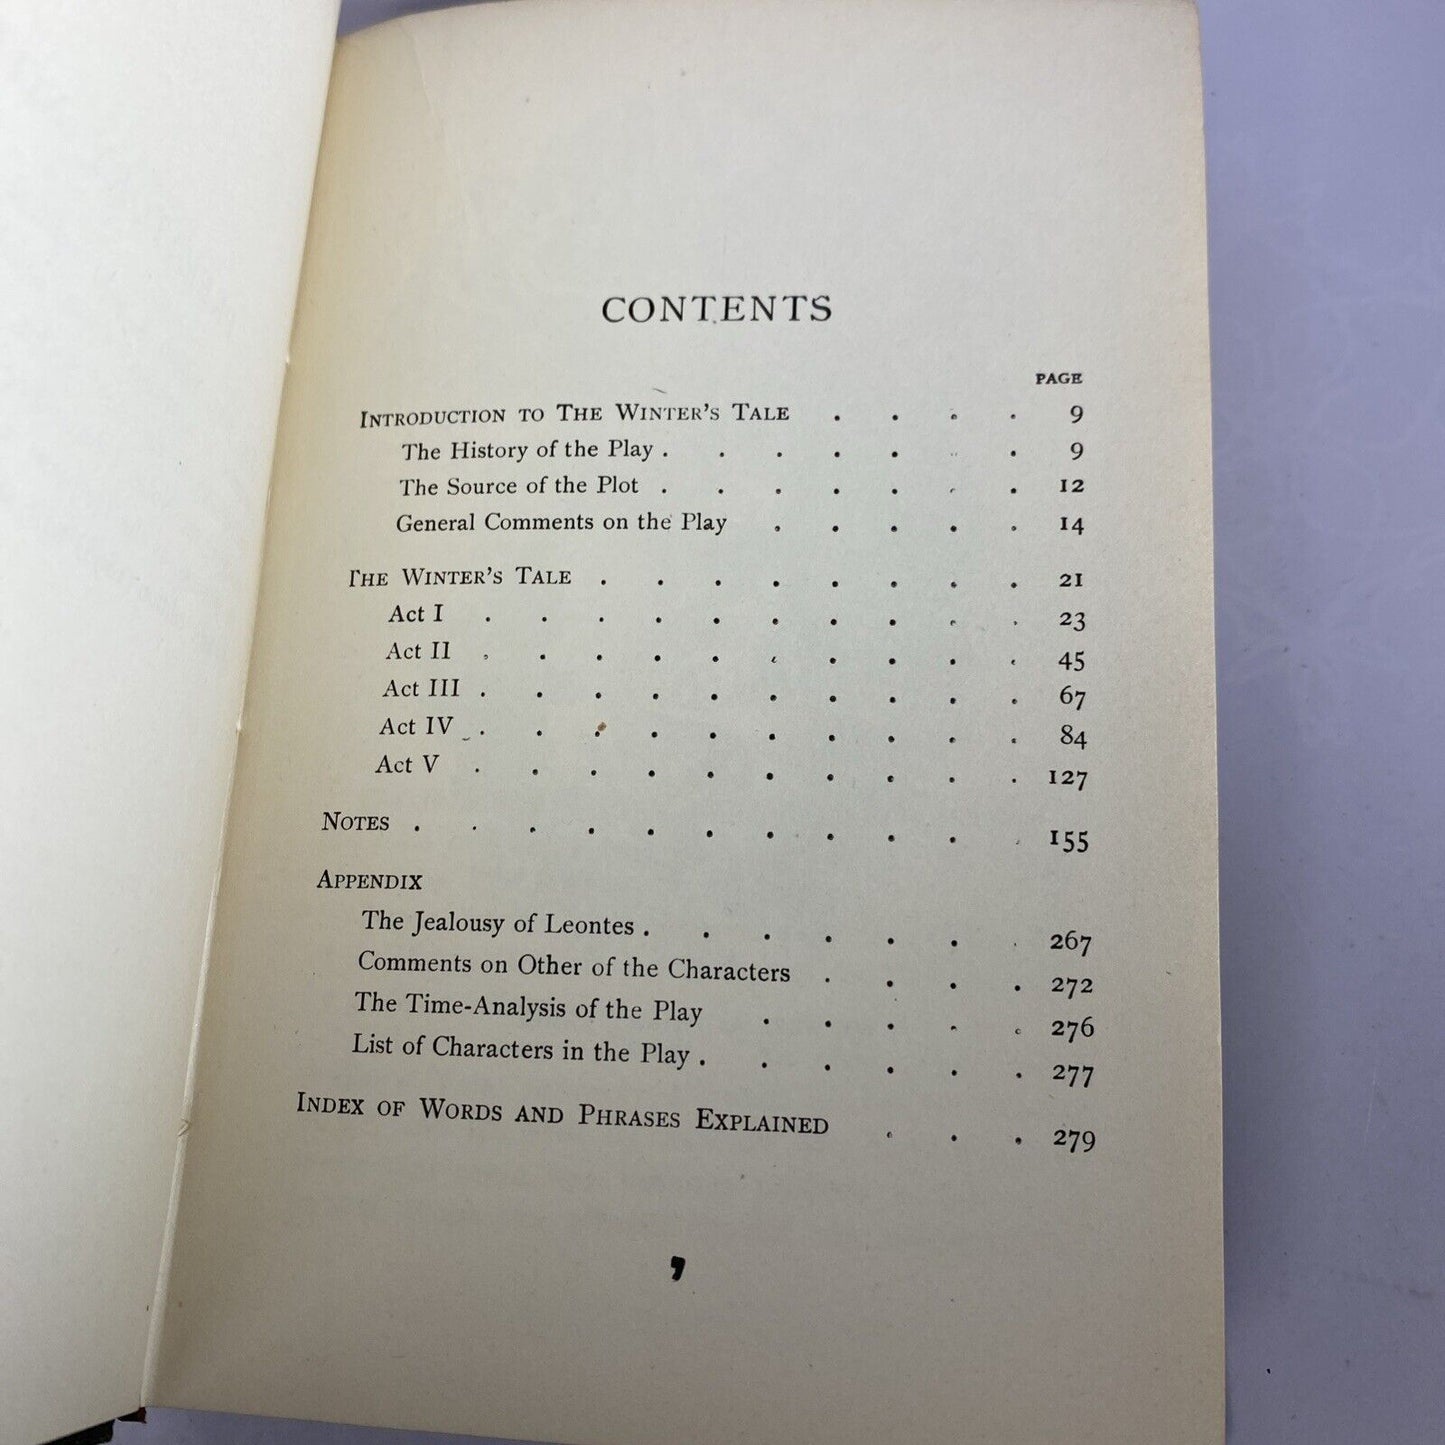 CONTENTS
PAGE
INTRODUCTION TO THE WINTER'S TALE . . . . 9
The History of the Play . . . . . . . 9
The Source of the Plot . . . . . . . 12
General Comments on the Play . . . . . 14
THE WINTER'S TALE . . . . . . . . 21
Act I . . . . . . . . . . 23
Act II . . . . . . . . . . 45
Act III . . . . . . . . . . 67
Act IV . . . . . . . . . . 84
Act V . . . . . . . . . . 127
NOTES . . . . . . . . . . . 155
APPENDIX
The Jealousy of Leontes . . . . . . . 267
Comments on Other of the Characters . . . . 272
The Time-Analysis of the Play . . . . . 276
List of Characters in the Play . . . . . . 277
INDEX OF WORDS AND PHRASES EXPLAINED . . . 279